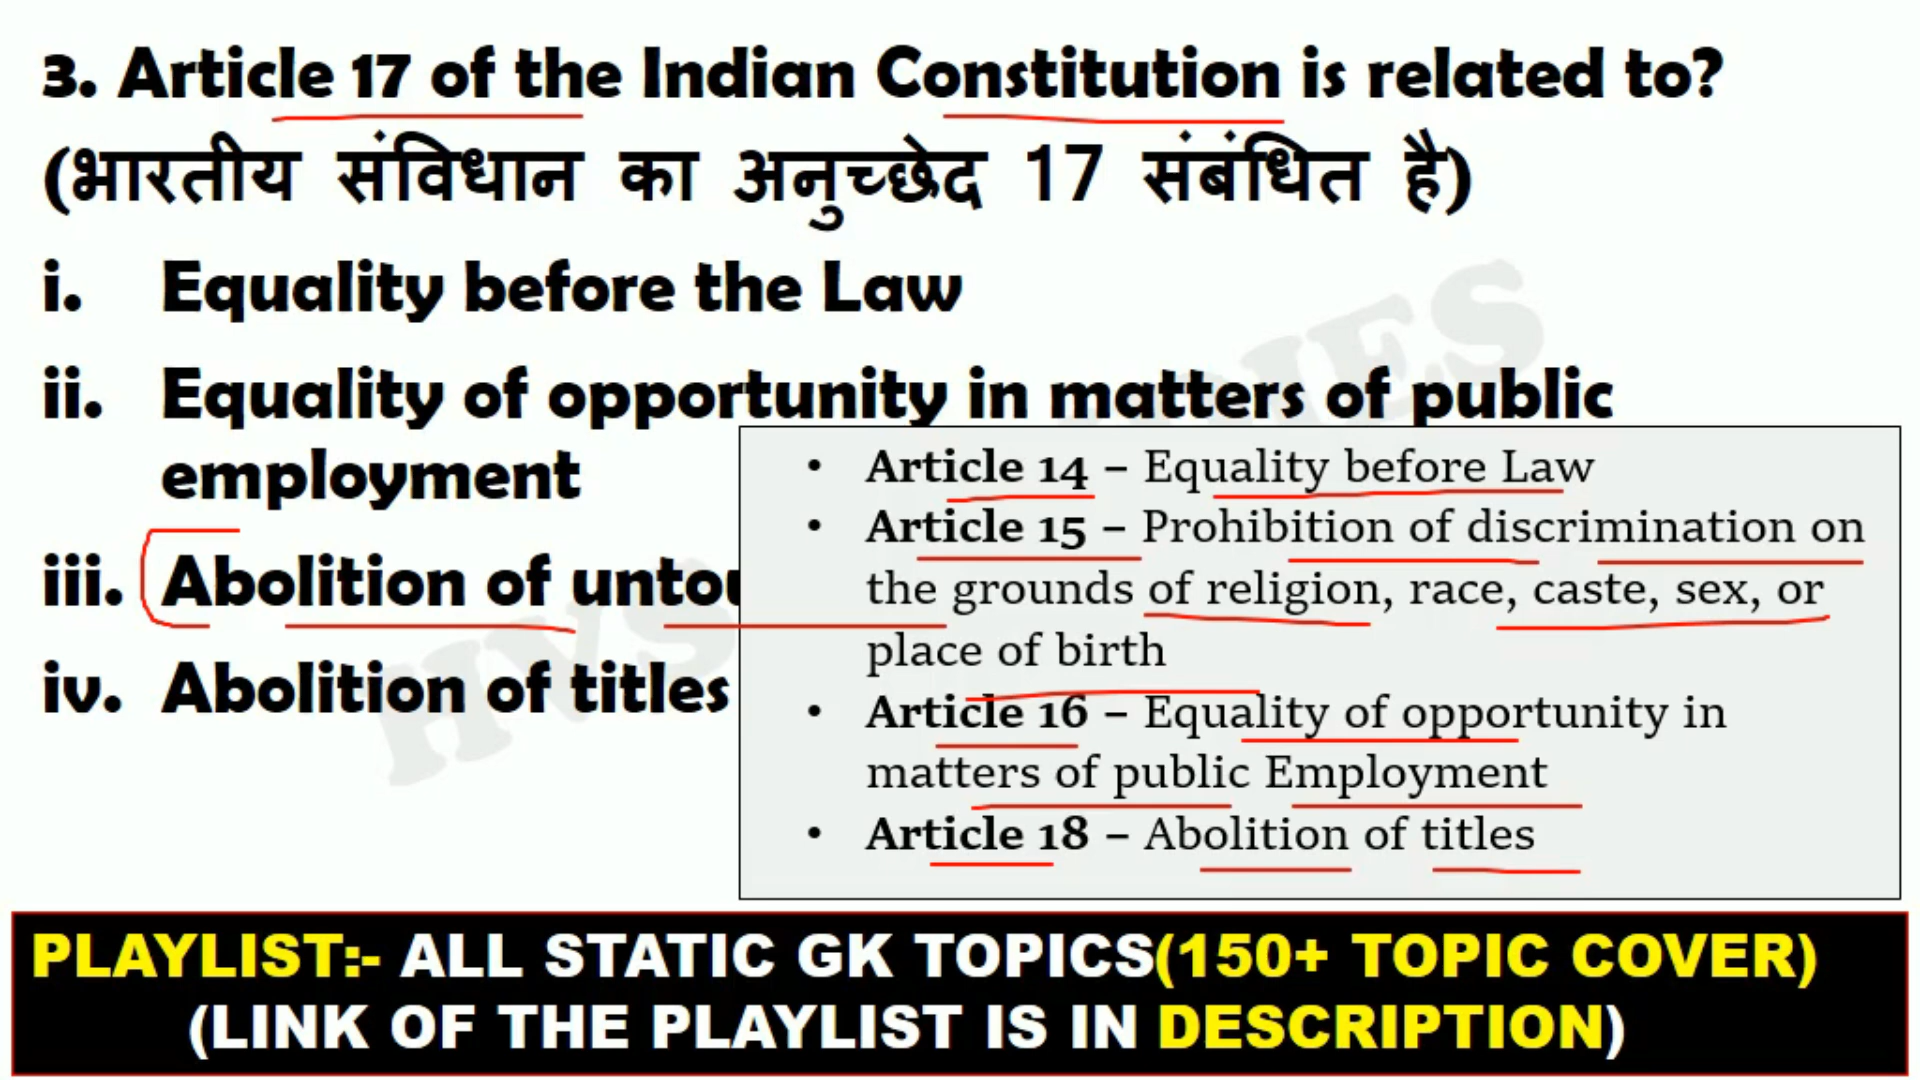 3. Article 17 of the Indian Constitution is related to?
(भारतीय संविधान का अनुच्छेद 17 संबंधित है)
i. Equality before the Law
ii. Equality of opportunity in matters of public
employment
iii. Abolition of
iv. Abolition of titles
• Article 14 – Equality before Law
• Article 15 – Prohibition of discrimination on
the grounds of religion, race, caste, sex, or
place of birth
• Article 16 – Equality of opportunity in
matters of public Employment
• Article 18 – Abolition of titles
PLAYLIST:- ALL STATIC GK TOPICS(150+ TOPIC COVER)
(LINK OF THE PLAYLIST IS IN DESCRIPTION)